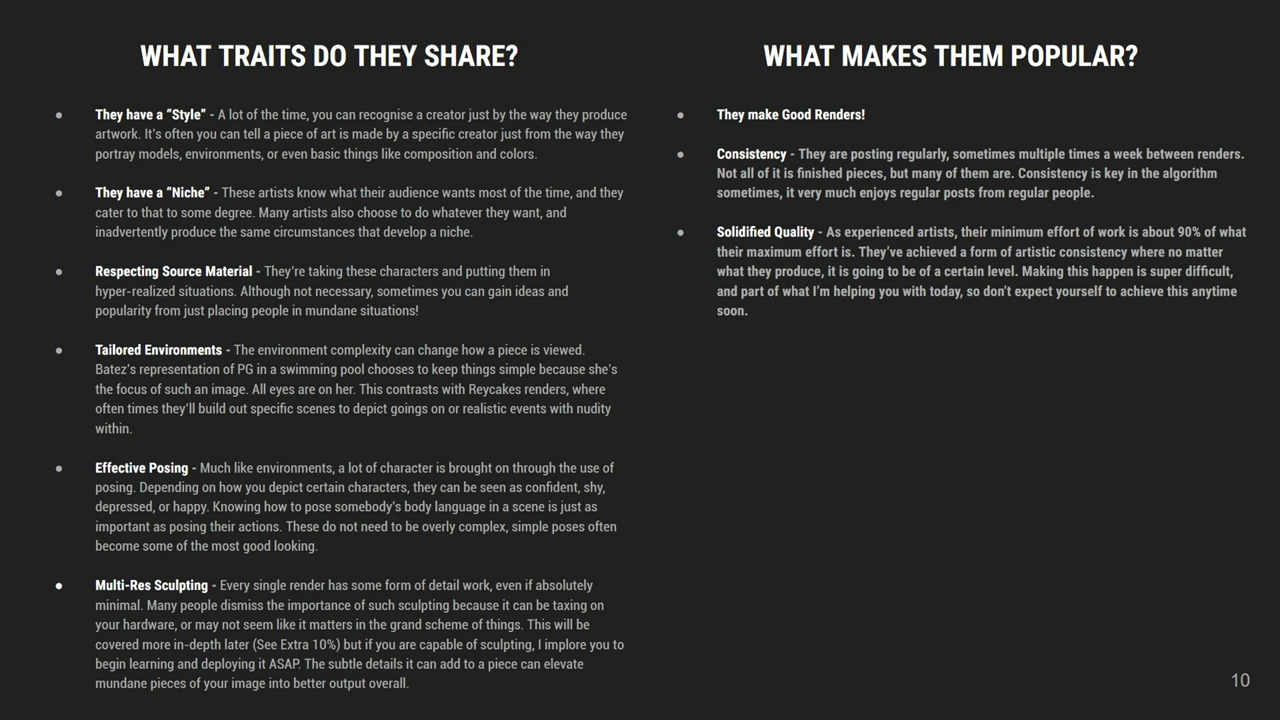 WHAT TRAITS DO THEY SHARE?
● They have a “Style” - A lot of the time, you can recognise a creator just by the way they produce
artwork. It’s often you can tell a piece of art is made by a specific creator just from the way they
portray models, environments, or even basic things like composition and colors.
● They have a “Niche” - These artists know what their audience wants most of the time, and they
cater to that to some degree. Many artists also choose to do whatever they want, and
inadvertently produce the same circumstances that develop a niche.
● Respecting Source Material - They’re taking these characters and putting them in
hyper-realized situations. Although not necessary, sometimes you can gain ideas and
popularity from just placing people in mundane situations!
● Tailored Environments - The environment complexity can change how a piece is viewed.
Batez’s representation of PG in a swimming pool chooses to keep things simple because she’s
the focus of such an image. All eyes are on her. This contrasts with Reycakes renders, where
often times they’ll build out specific scenes to depict goings on or realistic events with nudity
within.
● Effective Posing - Much like environments, a lot of character is brought on through the use of
posing. Depending on how you depict certain characters, they can be seen as confident, shy,
depressed, or happy. Knowing how to pose somebody’s body language in a scene is just as
important as posing their actions. These do not need to be overly complex, simple poses often
become some of the most good looking.
● Multi-Res Sculpting - Every single render has some form of detail work, even if absolutely
minimal. Many people dismiss the importance of such sculpting because it can be taxing on
your hardware, or may not seem like it matters in the grand scheme of things. This will be
covered more in-depth later (See Extra 10%) but if you are capable of sculpting, I implore you to
begin learning and deploying it ASAP. The subtle details it can add to a piece can elevate
mundane pieces of your image into better output overall.
WHAT MAKES THEM POPULAR?
● They make Good Renders!
● Consistency - They are posting regularly, sometimes multiple times a week between renders.
Not all of it is finished pieces, but many of them are. Consistency is key in the algorithm
sometimes, it very much enjoys regular posts from regular people.
● Solidified Quality - As experienced artists, their minimum effort of work is about 90% of what
their maximum effort is. They’ve achieved a form of artistic consistency where no matter
what they produce, it is going to be of a certain level. Making this happen is super difficult,
and part of what I’m helping you with today, so don’t expect yourself to achieve this anytime
soon.
10